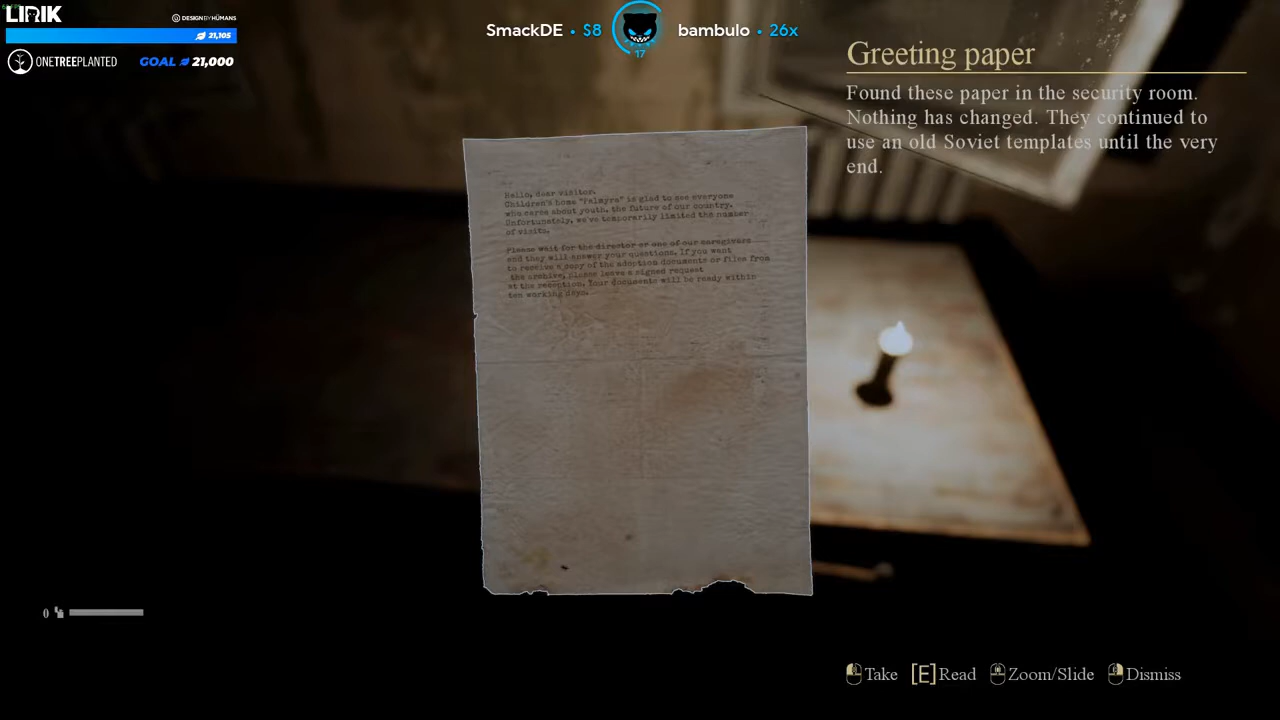 LIRIK
DESIGN BY HÜMANS
21,105
ONETREEPLANTED
GOAL 21,000
SmackDE • $8
17
bambulo • 26x
Greeting paper
Found these paper in the security room.
Nothing has changed. They continued to
use an old Soviet templates until the very
end.
Hello, dear visitor.
Children's home "Palmyra" is glad to see everyone
who cares about youth, the future of our country.
Unfortunately, we've temporarily limited the number
of visits.
Please wait for the director or one of our caregivers
and they will answer your questions. If you want
to receive a copy of the adoption documents or files from
the archive, please leave a signed request
at the reception. Your documents will be ready within
ten working days.
0
Take [E] Read Zoom/Slide Dismiss